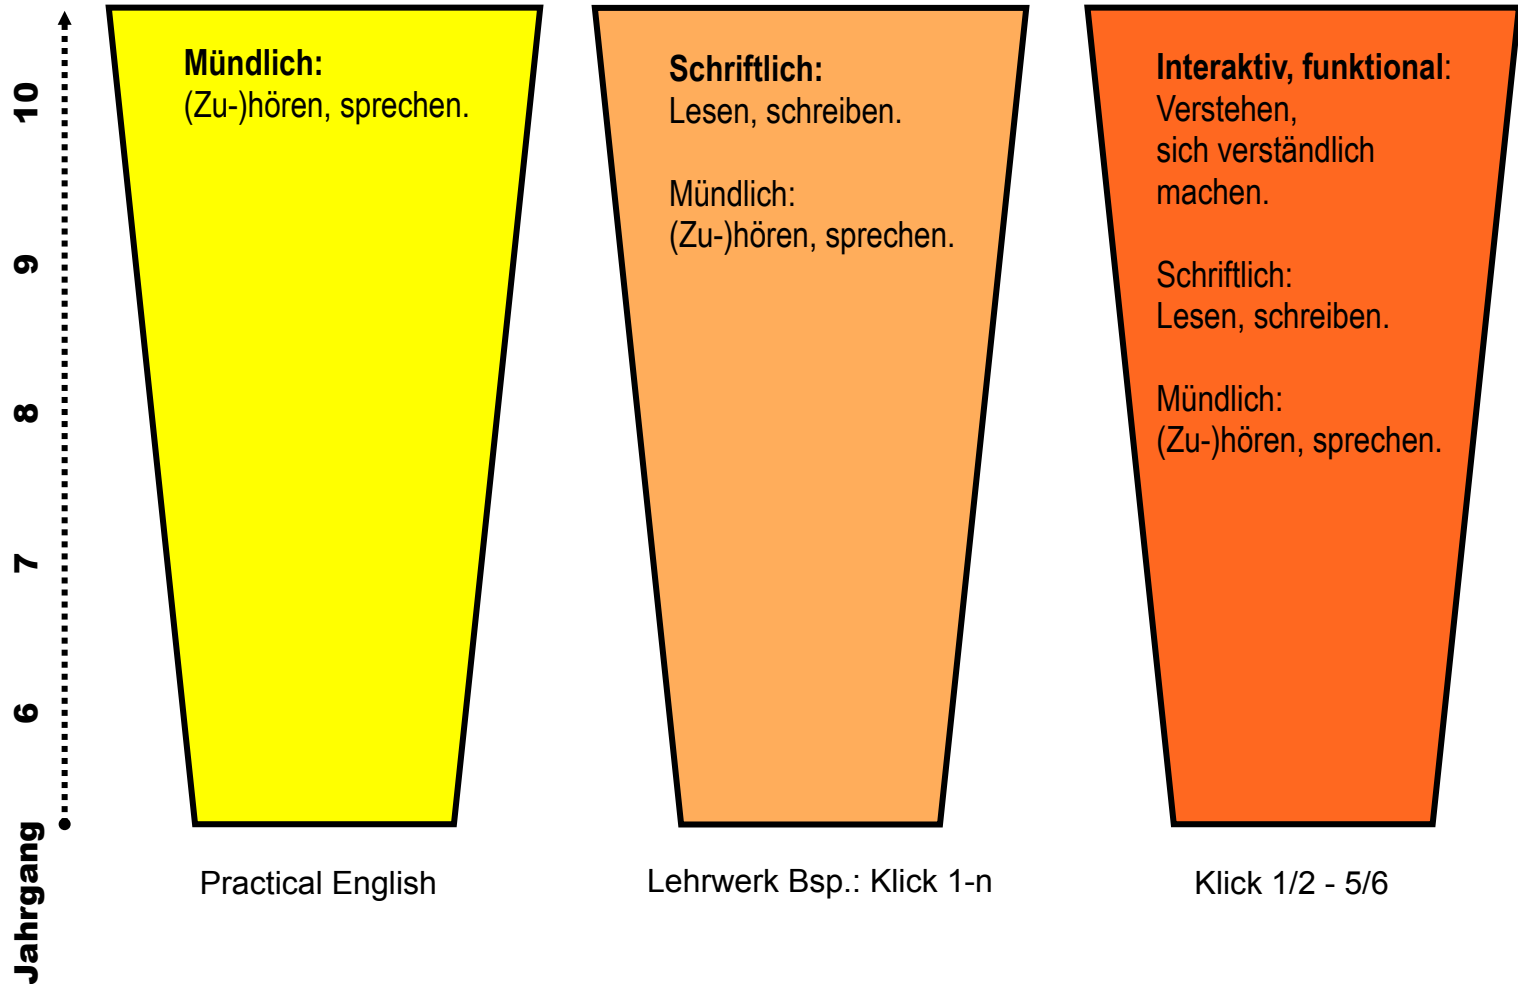 10
9
8
7
6
Jahrgang
Mündlich:
(Zu-)hören, sprechen.
Practical English
Schriftlich:
Lesen, schreiben.
Mündlich:
(Zu-)hören, sprechen.
Lehrwerk Bsp.: Klick 1-n
Interaktiv, funktional:
Verstehen,
sich verständlich
machen.
Schriftlich:
Lesen, schreiben.
Mündlich:
(Zu-)hören, sprechen.
Klick 1/2 - 5/6